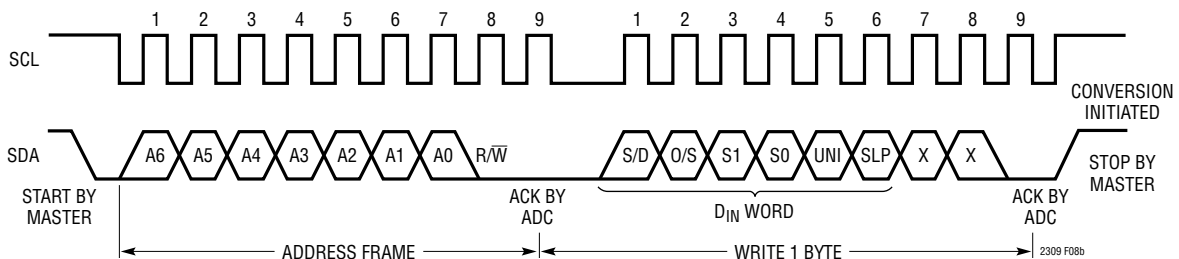 1 2 3 4 5 6 7 8 9 1 2 3 4 5 6 7 8 9
SCL
CONVERSION
INITIATED
SDA
A6 A5 A4 A3 A2 A1 A0 R/W̅ S/D O/S S1 S0 UNI SLP X X
START BY
MASTER
ACK BY
ADC
DIN WORD
ACK BY
ADC
STOP BY
MASTER
ADDRESS FRAME
WRITE 1 BYTE
2309 F08b